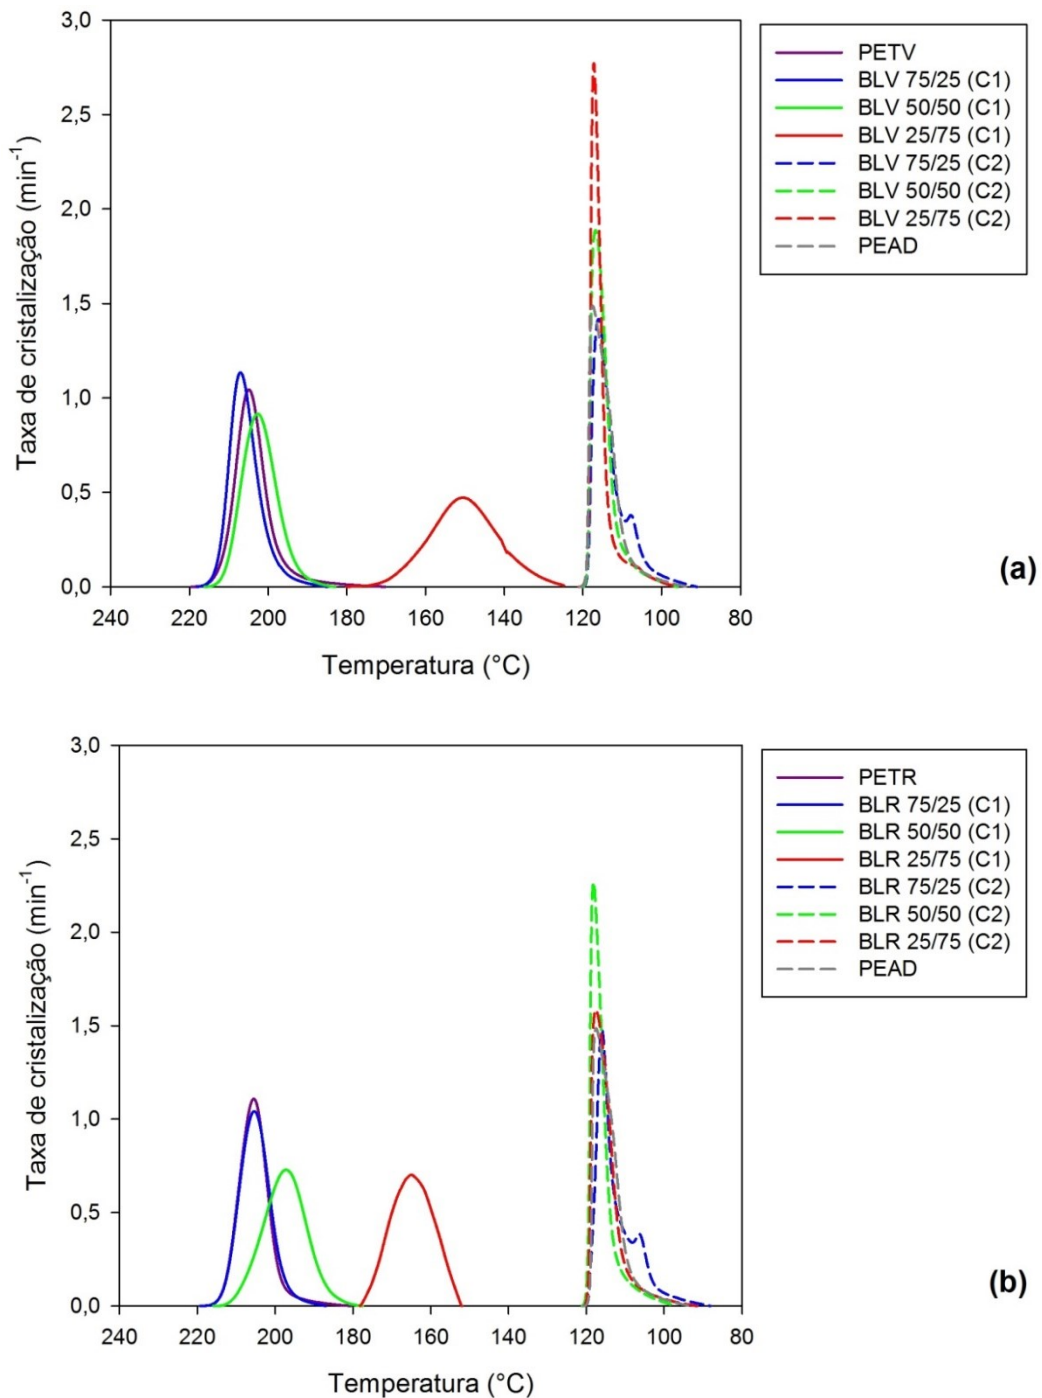 3,0
2,5
2,0
1,5
1,0
0,5
0,0
Taxa de cristalização (min-1)
240 220 200 180 160 140 120 100 80
Temperatura (°C)
PETV
BLV 75/25 (C1)
BLV 50/50 (C1)
BLV 25/75 (C1)
BLV 75/25 (C2)
BLV 50/50 (C2)
BLV 25/75 (C2)
PEAD
(a)
3,0
2,5
2,0
1,5
1,0
0,5
0,0
Taxa de cristalização (min-1)
240 220 200 180 160 140 120 100 80
Temperatura (°C)
PETR
BLR 75/25 (C1)
BLR 50/50 (C1)
BLR 25/75 (C1)
BLR 75/25 (C2)
BLR 50/50 (C2)
BLR 25/75 (C2)
PEAD
(b)